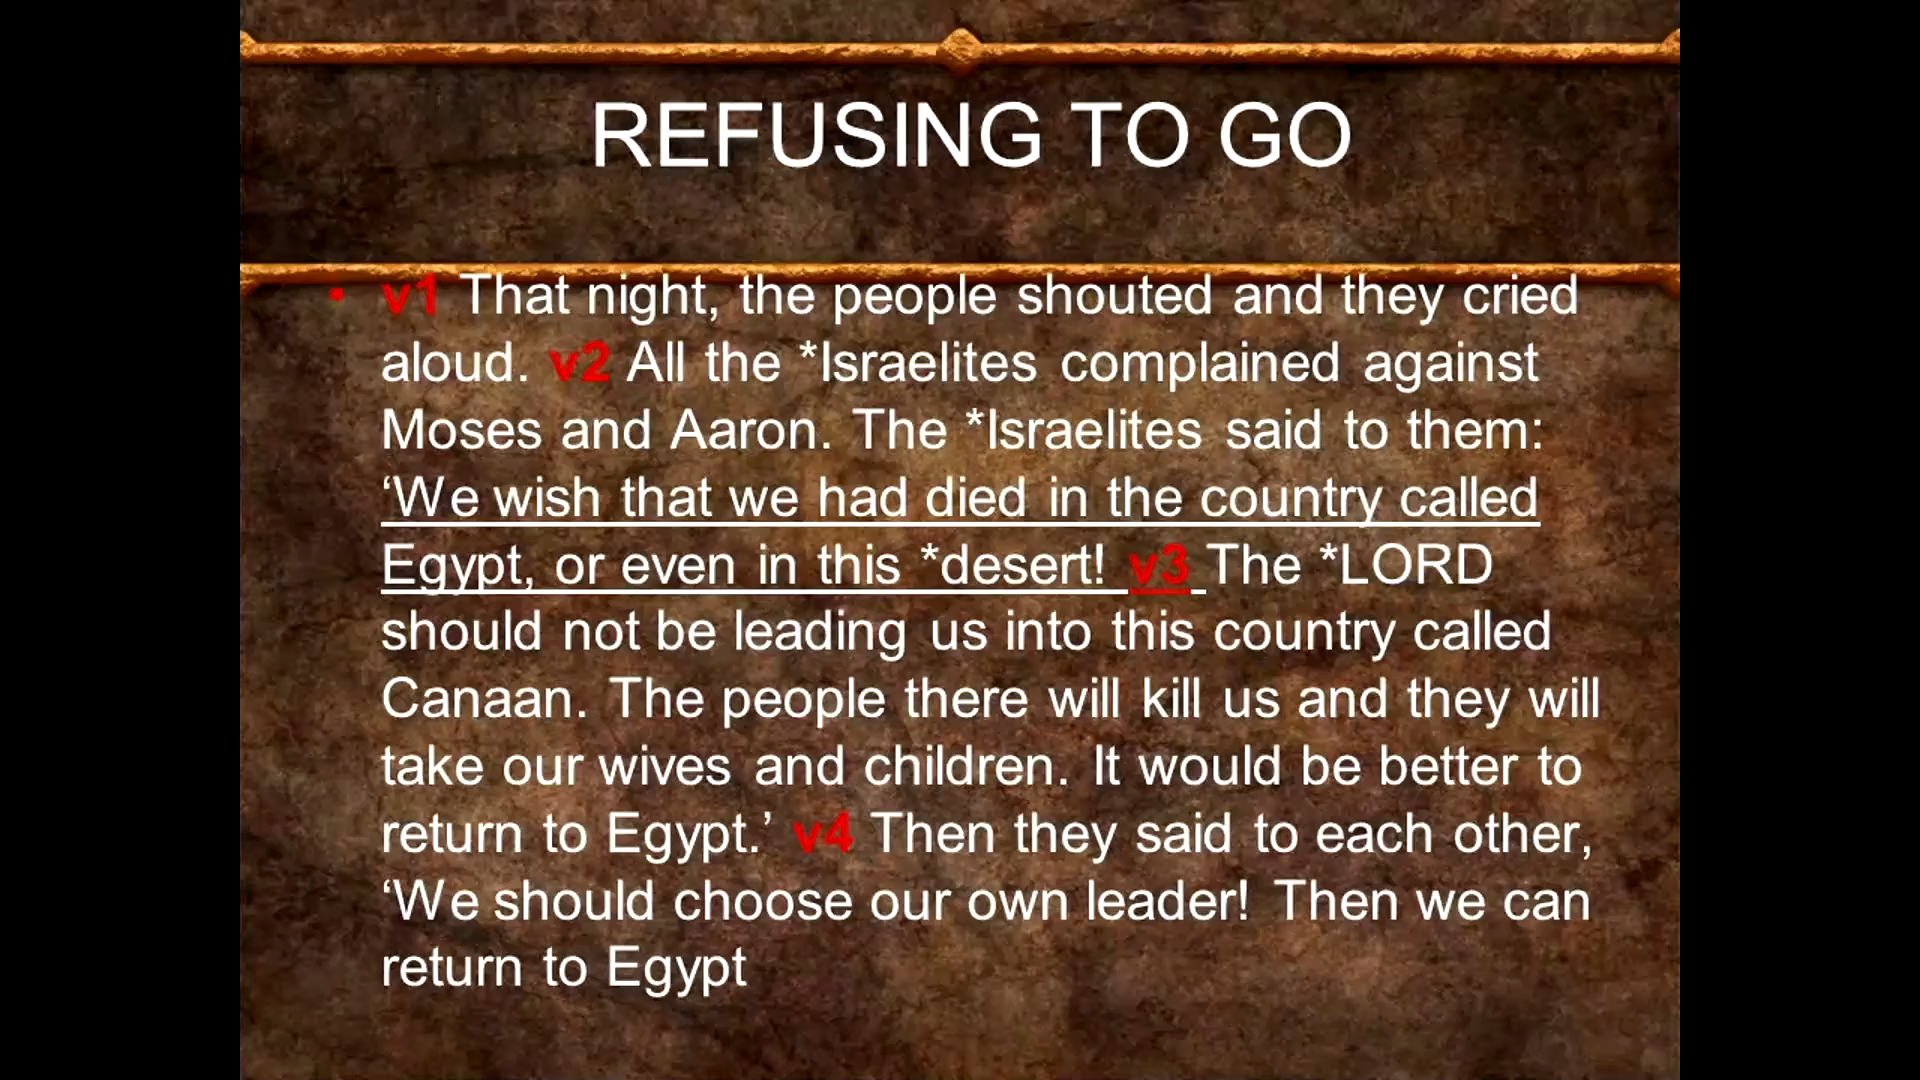 REFUSING TO GO
• v1 That night, the people shouted and they cried
aloud. v2 All the *Israelites complained against
Moses and Aaron. The *Israelites said to them:
‘We wish that we had died in the country called
Egypt, or even in this *desert! v3 The *LORD
should not be leading us into this country called
Canaan. The people there will kill us and they will
take our wives and children. It would be better to
return to Egypt.’ v4 Then they said to each other,
‘We should choose our own leader! Then we can
return to Egypt